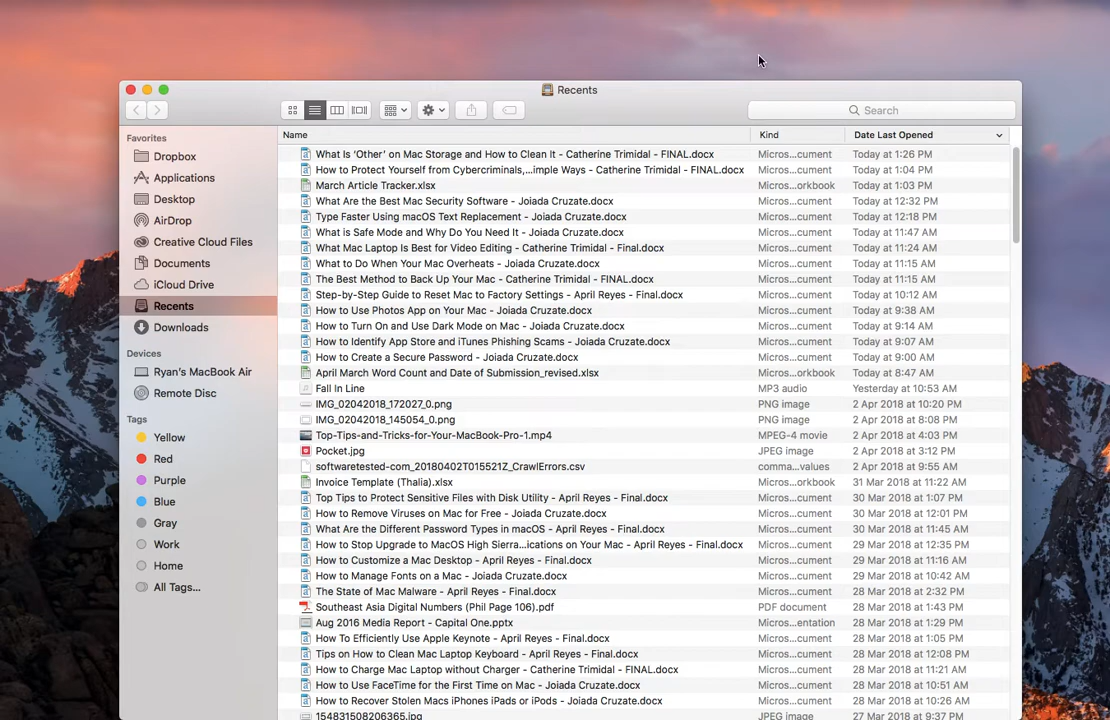 Recents
Search
Favorites
Dropbox
Applications
Desktop
AirDrop
Creative Cloud Files
Documents
iCloud Drive
Recents
Downloads
Devices
Ryan's MacBook Air
Remote Disc
Tags
Yellow
Red
Purple
Blue
Gray
Work
Home
All Tags...
Name Kind Date Last Opened
What Is ‘Other’ on Mac Storage and How to Clean It - Catherine Trimidal - FINAL.docx Micros...cument Today at 1:26 PM
How to Protect Yourself from Cybercriminals,...imple Ways - Catherine Trimidal - FINAL.docx Micros...cument Today at 1:04 PM
March Article Tracker.xlsx Micros...orkbook Today at 1:03 PM
What Are the Best Mac Security Software - Joiada Cruzate.docx Micros...cument Today at 12:32 PM
Type Faster Using macOS Text Replacement - Joiada Cruzate.docx Micros...cument Today at 12:18 PM
What is Safe Mode and Why Do You Need It - Joiada Cruzate.docx Micros...cument Today at 11:47 AM
What Mac Laptop Is Best for Video Editing - Catherine Trimidal - Final.docx Micros...cument Today at 11:24 AM
What to Do When Your Mac Overheats - Joiada Cruzate.docx Micros...cument Today at 11:15 AM
The Best Method to Back Up Your Mac - Catherine Trimidal - FINAL.docx Micros...cument Today at 11:15 AM
Step-by-Step Guide to Reset Mac to Factory Settings - April Reyes - Final.docx Micros...cument Today at 10:12 AM
How to Use Photos App on Your Mac - Joiada Cruzate.docx Micros...cument Today at 9:38 AM
How to Turn On and Use Dark Mode on Mac - Joiada Cruzate.docx Micros...cument Today at 9:14 AM
How to Identify App Store and iTunes Phishing Scams - Joiada Cruzate.docx Micros...cument Today at 9:07 AM
How to Create a Secure Password - Joiada Cruzate.docx Micros...cument Today at 9:00 AM
April March Word Count and Date of Submission_revised.xlsx Micros...orkbook Today at 8:47 AM
Fall In Line MP3 audio Yesterday at 10:53 AM
IMG_02042018_172027_0.png PNG image 2 Apr 2018 at 10:20 PM
IMG_02042018_145054_0.png PNG image 2 Apr 2018 at 8:08 PM
Top-Tips-and-Tricks-for-Your-MacBook-Pro-1.mp4 MPEG-4 movie 2 Apr 2018 at 4:03 PM
Pocket.jpg JPEG image 2 Apr 2018 at 3:12 PM
softwaretested-com_20180402T015521Z_CrawlErrors.csv comma...values 2 Apr 2018 at 9:55 AM
Invoice Template (Thalia).xlsx Micros...orkbook 31 Mar 2018 at 11:22 AM
Top Tips to Protect Sensitive Files with Disk Utility - April Reyes - Final.docx Micros...cument 30 Mar 2018 at 1:07 PM
How to Remove Viruses on Mac for Free - Joiada Cruzate.docx Micros...cument 30 Mar 2018 at 12:01 PM
What Are the Different Password Types in macOS - April Reyes - Final.docx Micros...cument 30 Mar 2018 at 11:45 AM
How to Stop Upgrade to MacOS High Sierra...ications on Your Mac - April Reyes - Final.docx Micros...cument 29 Mar 2018 at 12:35 PM
How to Customize a Mac Desktop - April Reyes - Final.docx Micros...cument 29 Mar 2018 at 11:16 AM
How to Manage Fonts on a Mac - Joiada Cruzate.docx Micros...cument 29 Mar 2018 at 10:42 AM
The State of Mac Malware - April Reyes - Final.docx Micros...cument 28 Mar 2018 at 2:32 PM
Southeast Asia Digital Numbers (Phil Page 106).pdf PDF document 28 Mar 2018 at 1:43 PM
Aug 2016 Media Report - Capital One.pptx Micros...entation 28 Mar 2018 at 1:29 PM
How To Efficiently Use Apple Keynote - April Reyes - Final.docx Micros...cument 28 Mar 2018 at 1:05 PM
Tips on How to Clean Mac Laptop Keyboard - April Reyes - Final.docx Micros...cument 28 Mar 2018 at 12:08 PM
How to Charge Mac Laptop without Charger - Catherine Trimidal - FINAL.docx Micros...cument 28 Mar 2018 at 11:21 AM
How to Use FaceTime for the First Time on Mac - Joiada Cruzate.docx Micros...cument 28 Mar 2018 at 10:51 AM
How to Recover Stolen Macs iPhones iPads or iPods - Joiada Cruzate.docx Micros...cument 28 Mar 2018 at 10:26 AM
154831508206365.jpg JPEG image 27 Mar 2018 at 9:37 PM